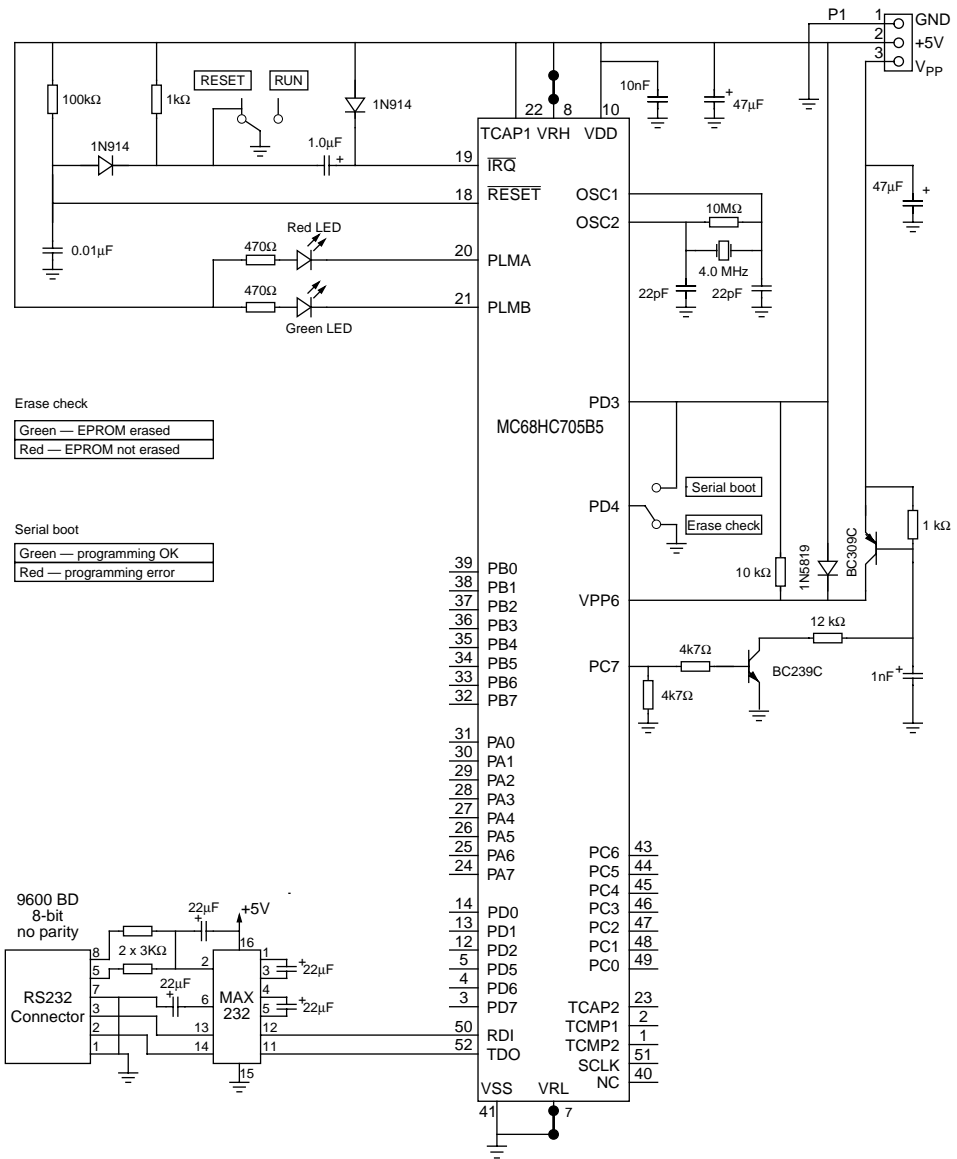 P1
1
GND
2
+5V
3
VPP
RESET
RUN
100kΩ
1kΩ
1N914
10nF
47µF
22
8
10
TCAP1 VRH VDD
1N914
1.0µF
+
19
IRQ
18
RESET
OSC1
OSC2
10MΩ
4.0 MHz
22pF
22pF
47µF
+
0.01µF
Red LED
470Ω
20
PLMA
470Ω
21
PLMB
Green LED
Erase check
Green — EPROM erased
Red — EPROM not erased
PD3
MC68HC705B5
Serial boot
PD4
Erase check
Serial boot
Green — programming OK
Red — programming error
1 kΩ
BC309C
1N5819
10 kΩ
VPP6
12 kΩ
PC7
4k7Ω
BC239C
4k7Ω
1nF
+
39 PB0
38 PB1
37 PB2
36 PB3
35 PB4
34 PB5
33 PB6
32 PB7
31 PA0
30 PA1
29 PA2
28 PA3
27 PA4
26 PA5
25 PA6
24 PA7
PC6 43
PC5 44
PC4 45
PC3 46
PC2 47
PC1 48
PC0 49
14 PD0
13 PD1
12 PD2
5 PD5
4 PD6
3 PD7
TCAP2 23
TCMP1 2
TCMP2 1
SCLK 51
NC 40
50 RDI
52 TDO
VSS
VRL
41
7
9600 BD
8-bit
no parity
22µF
+
+5V
16
8
5
7
3
2
1
2 x 3KΩ
22µF
+
RS232
Connector
2
6
13
14
MAX
232
1
3
4
5
12
11
15
+
22µF
+
22µF